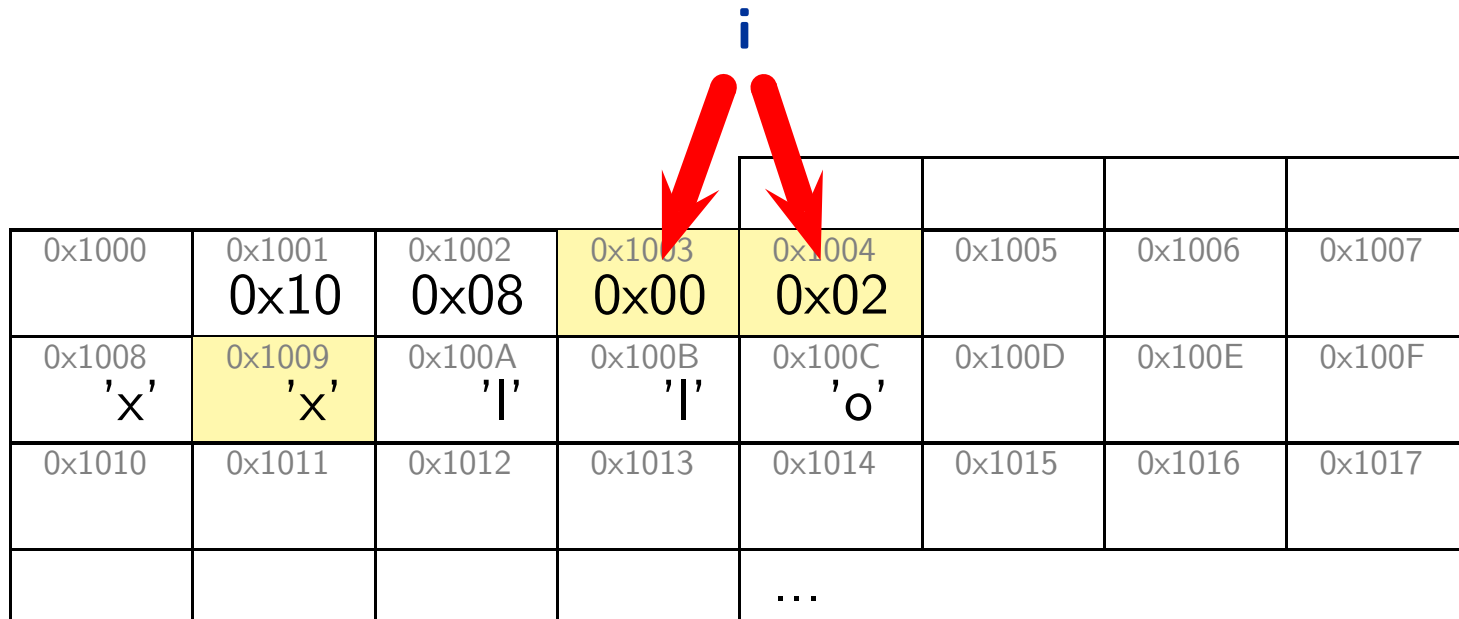 i
0x1000 0x1001 0x1002 0x1003 0x1004 0x1005 0x1006 0x1007
0x10 0x08 0x00 0x02
0x1008 0x1009 0x100A 0x100B 0x100C 0x100D 0x100E 0x100F
'x' 'x' 'l' 'l' 'o'
0x1010 0x1011 0x1012 0x1013 0x1014 0x1015 0x1016 0x1017
...